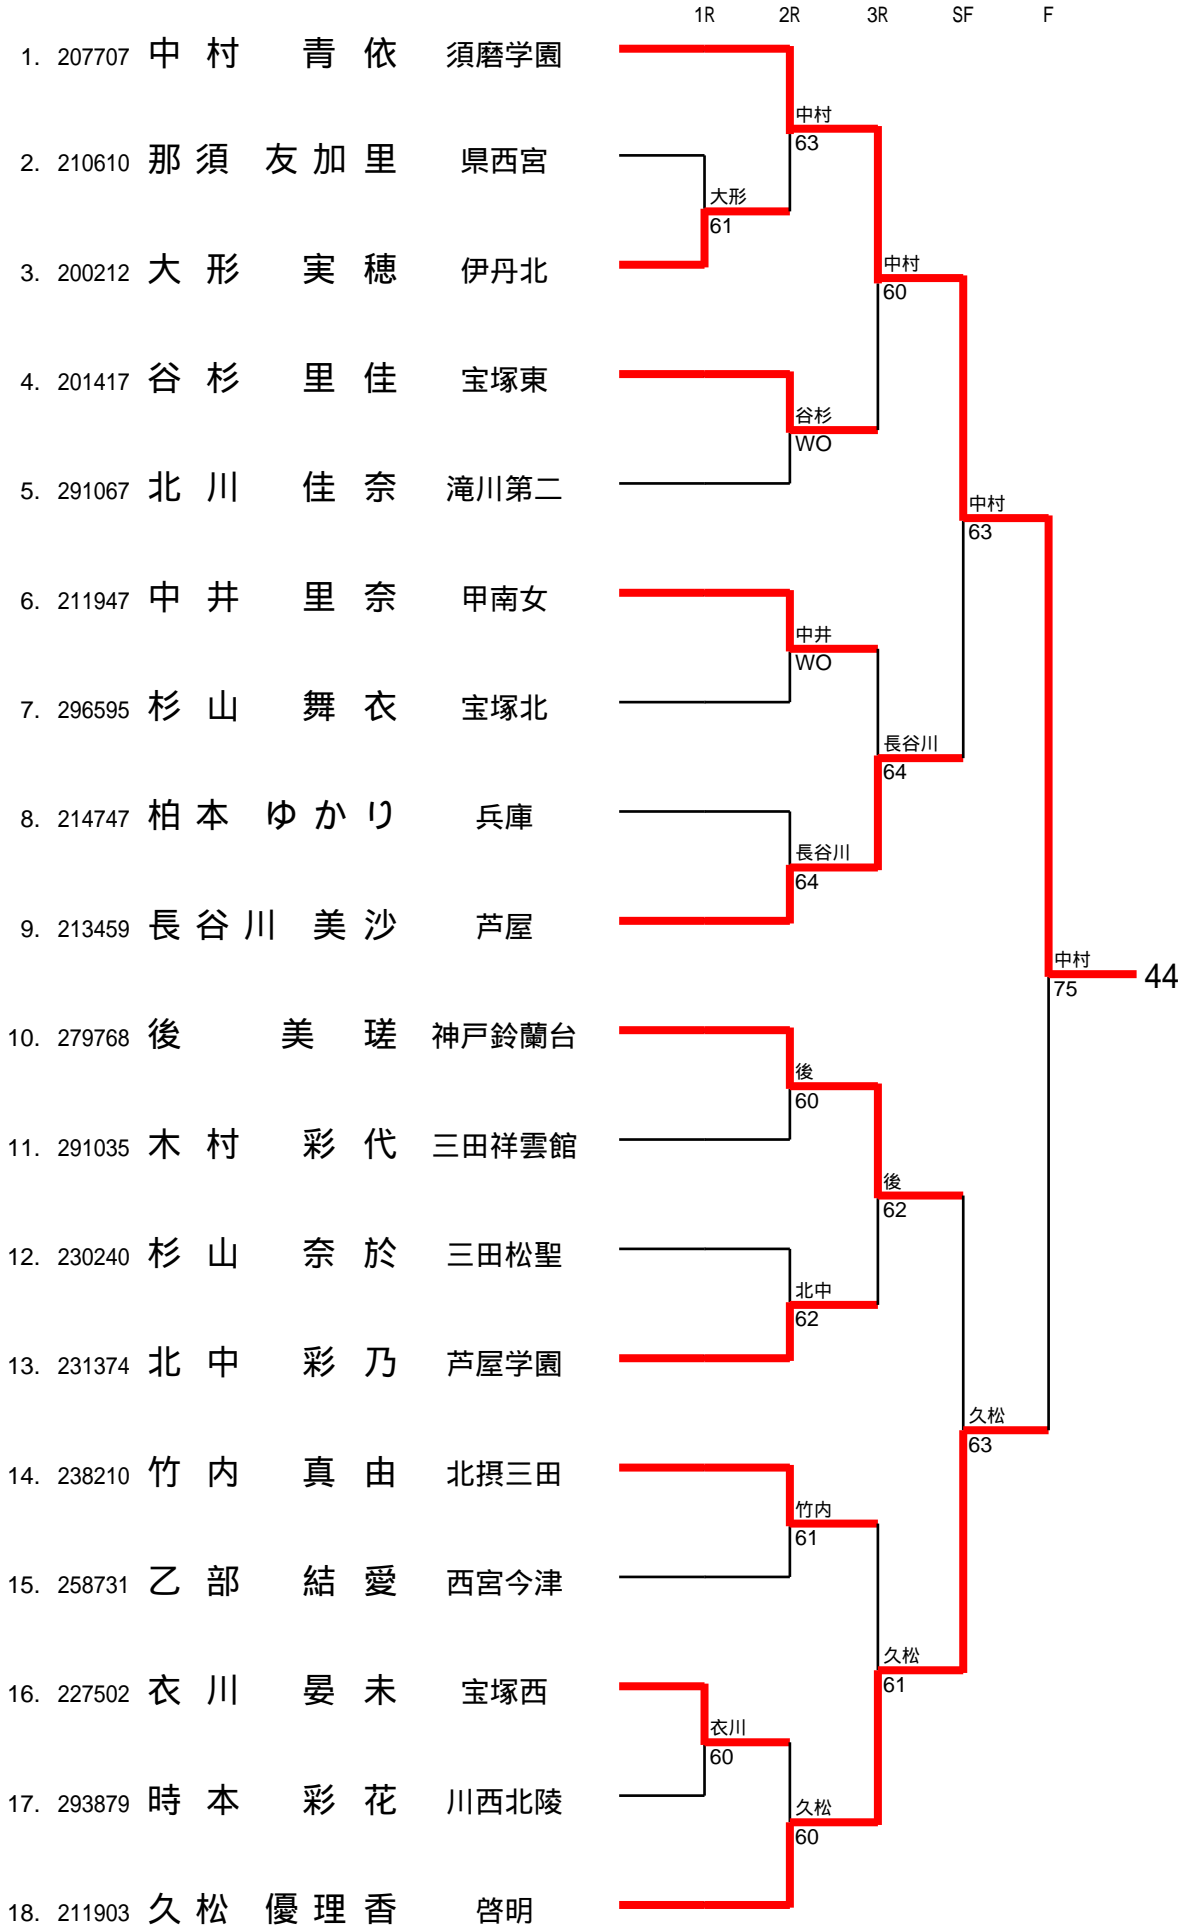 1R 2R 3R SF F
1. 207707 中村 青依 須磨学園
中村
63
2. 210610 那須 友加里 県西宮
大形
61
3. 200212 大形 実穂 伊丹北
中村
60
4. 201417 谷杉 里佳 宝塚東
谷杉
WO
5. 291067 北川 佳奈 滝川第二
中村
63
6. 211947 中井 里奈 甲南女
中井
WO
7. 296595 杉山 舞衣 宝塚北
長谷川
64
8. 214747 柏本 ゆかり 兵庫
長谷川
64
9. 213459 長谷川 美沙 芦屋
中村
75
44
10. 279768 後 美瑳 神戸鈴蘭台
後
60
11. 291035 木村 彩代 三田祥雲館
後
62
12. 230240 杉山 奈於 三田松聖
北中
62
13. 231374 北中 彩乃 芦屋学園
久松
63
14. 238210 竹内 真由 北摂三田
竹内
61
15. 258731 乙部 結愛 西宮今津
久松
61
16. 227502 衣川 晏未 宝塚西
衣川
60
17. 293879 時本 彩花 川西北陵
久松
60
18. 211903 久松 優理香 啓明